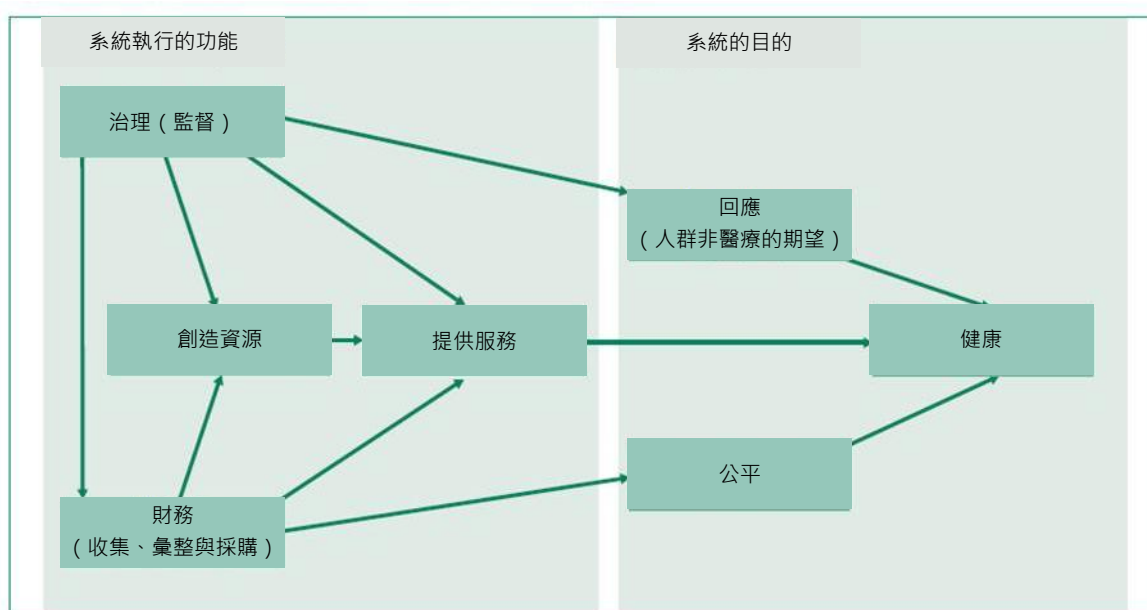 系統執行的功能
系統的目的
治理（監督）
回應
（人群非醫療的期望）
創造資源
提供服務
健康
公平
財務
（收集、彙整與採購）